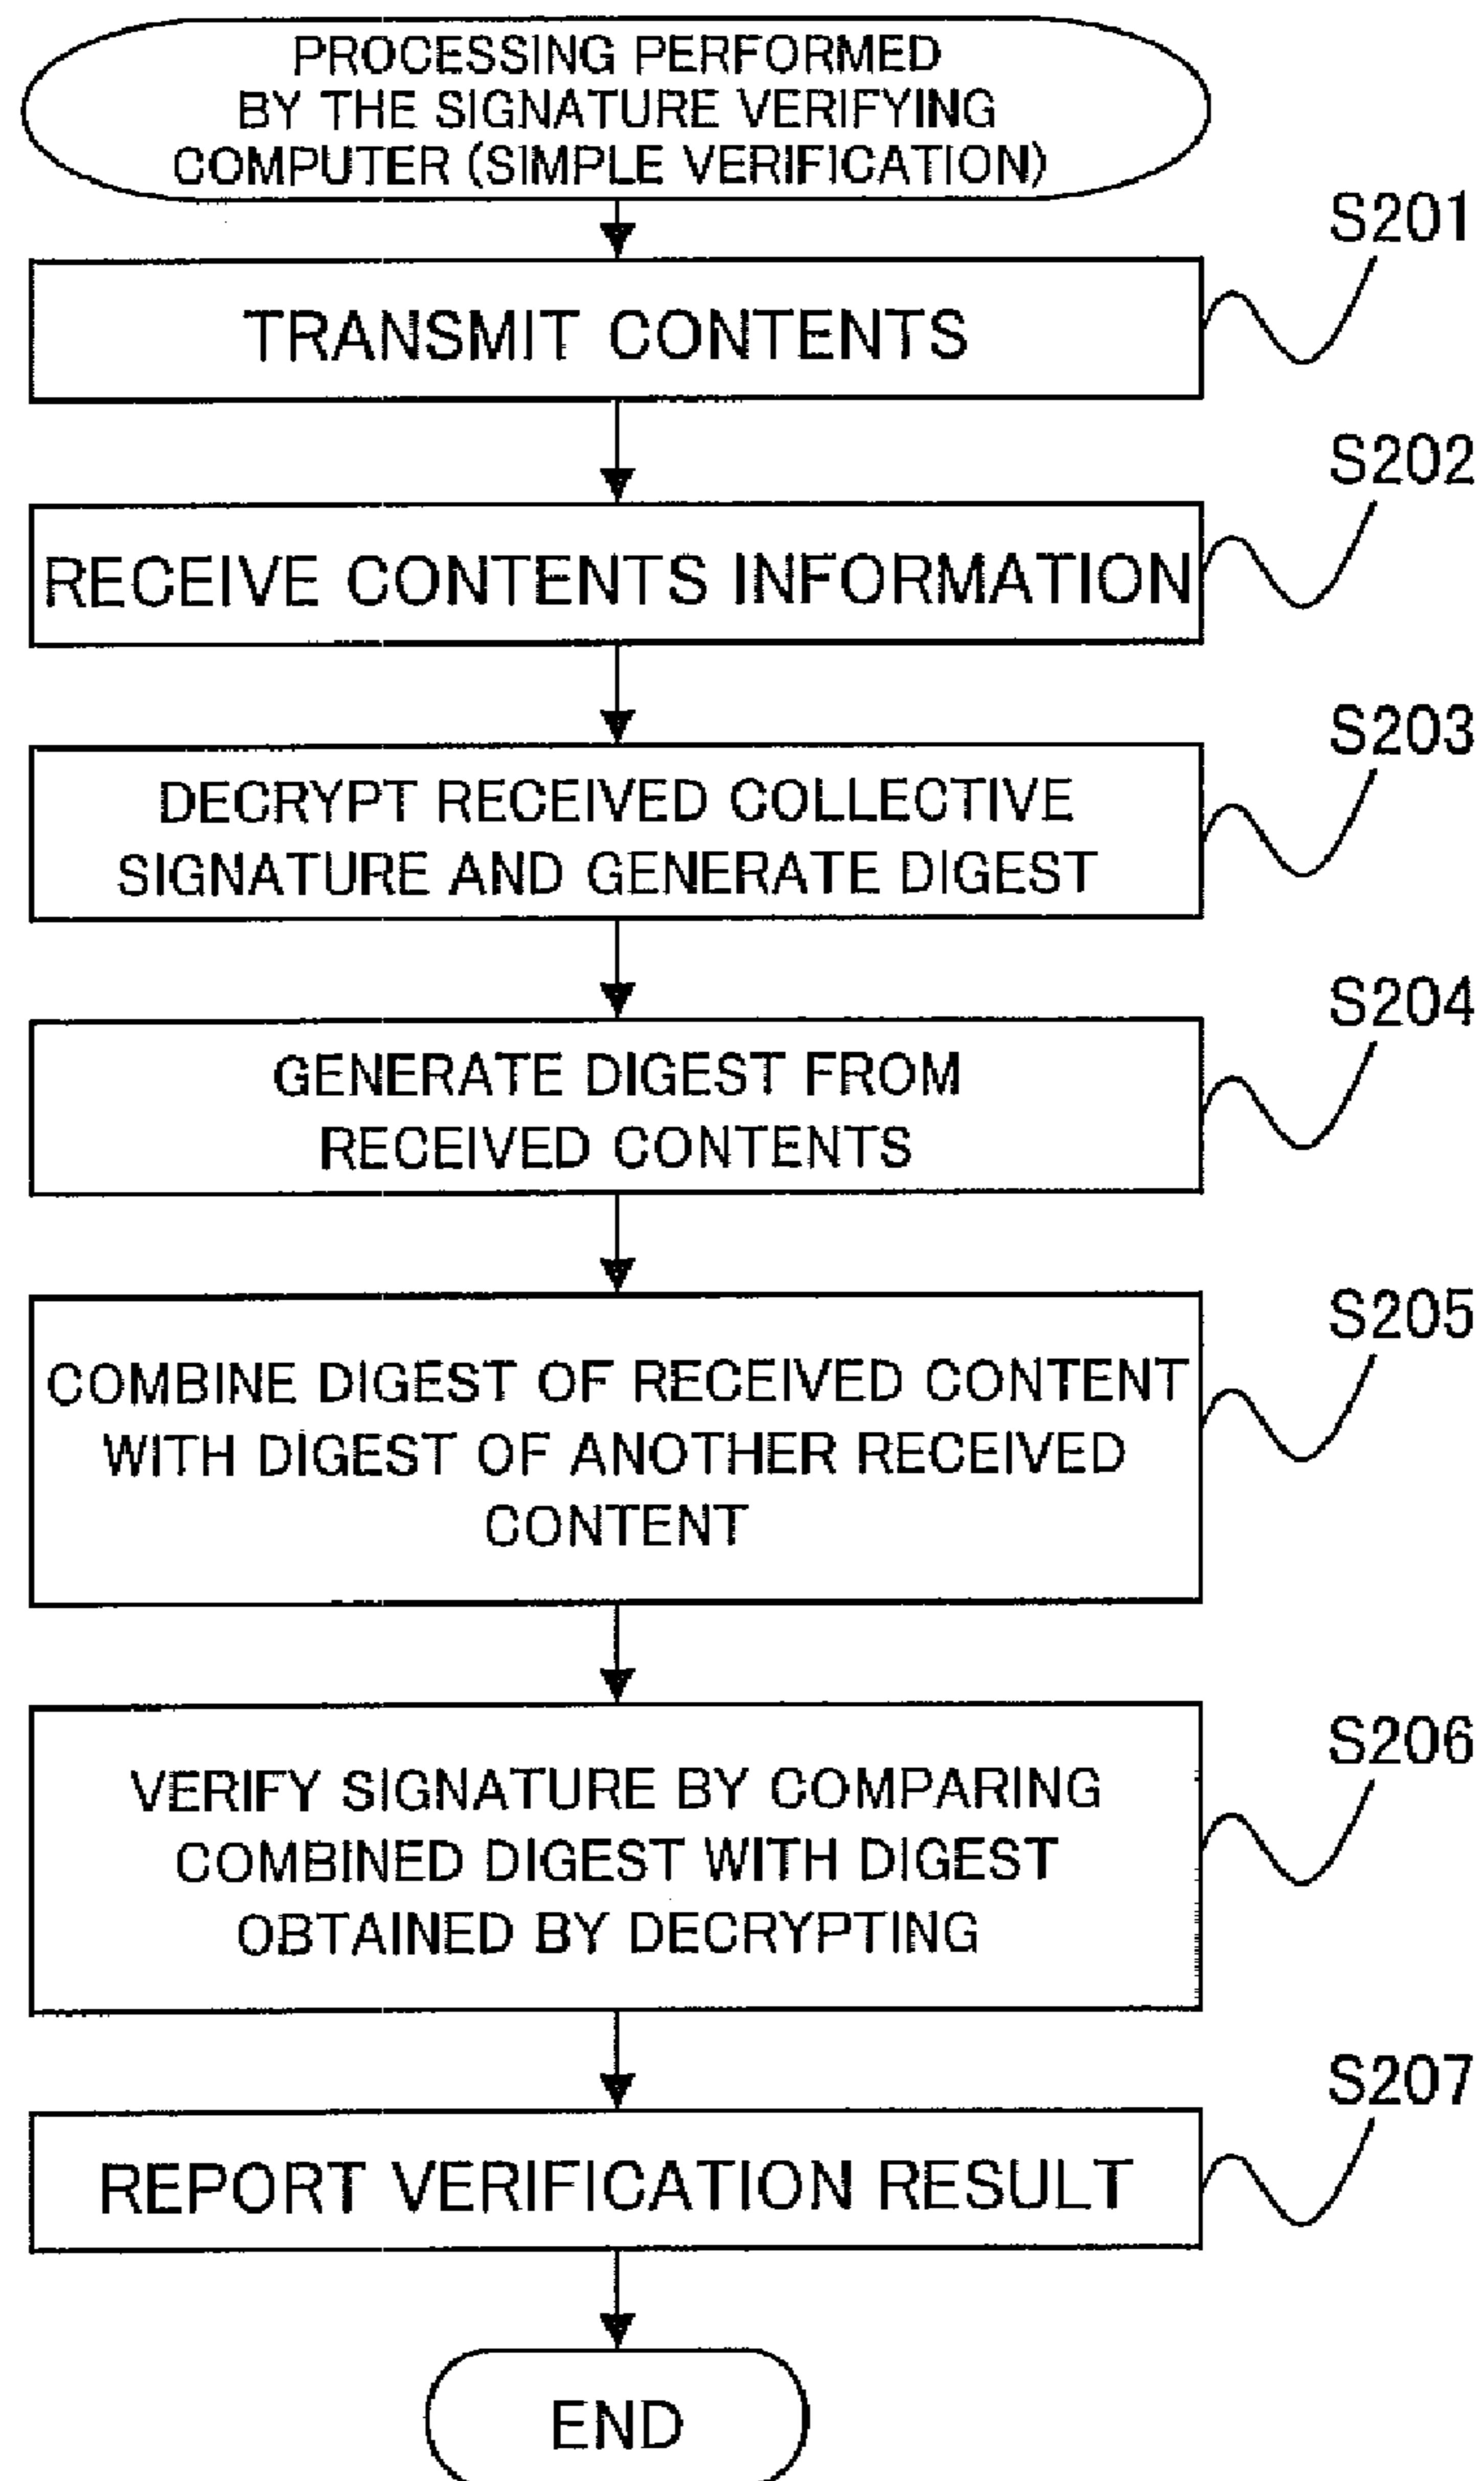 PROCESSING PERFORMED
BY THE SIGNATURE VERIFYING
COMPUTER (SIMPLE VERIFICATION)
S201
TRANSMIT CONTENTS
S202
RECEIVE CONTENTS INFORMATION
S203
DECRYPT RECEIVED COLLECTIVE
SIGNATURE AND GENERATE DIGEST
S204
GENERATE DIGEST FROM
RECEIVED CONTENTS
S205
COMBINE DIGEST OF RECEIVED CONTENT
WITH DIGEST OF ANOTHER RECEIVED
CONTENT
S206
VERIFY SIGNATURE BY COMPARING
COMBINED DIGEST WITH DIGEST
OBTAINED BY DECRYPTING
S207
REPORT VERIFICATION RESULT
END